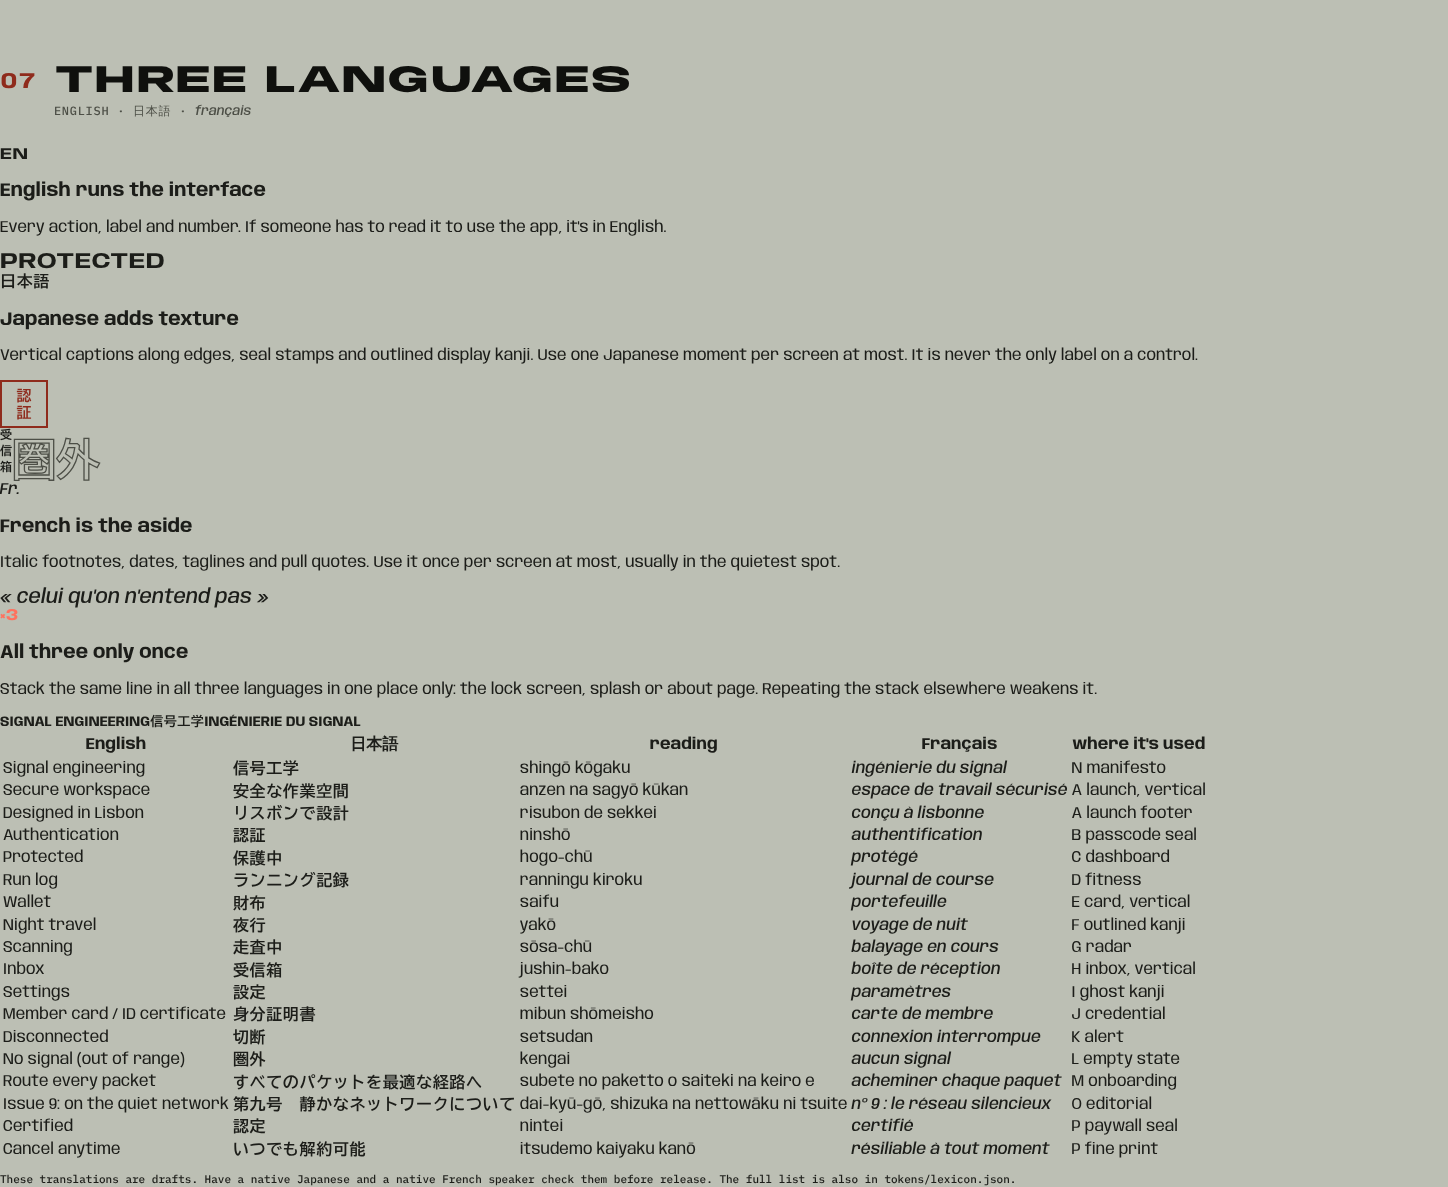 07 THREE LANGUAGES
ENGLISH · 日本語 · français
EN
English runs the interface
Every action, label and number. If someone has to read it to use the app, it's in English.
PROTECTED
日本語
Japanese adds texture
Vertical captions along edges, seal stamps and outlined display kanji. Use one Japanese moment per screen at most. It is never the only label on a control.
認証
受信箱
圏外
Fr.
French is the aside
Italic footnotes, dates, taglines and pull quotes. Use it once per screen at most, usually in the quietest spot.
« celui qu'on n'entend pas »
·3
All three only once
Stack the same line in all three languages in one place only: the lock screen, splash or about page. Repeating the stack elsewhere weakens it.
SIGNAL ENGINEERING信号工学INGÉNIERIE DU SIGNAL
English 日本語 reading Français where it's used
Signal engineering 信号工学 shingō kōgaku ingénierie du signal N manifesto
Secure workspace 安全な作業空間 anzen na sagyō kūkan espace de travail sécurisé A launch, vertical
Designed in Lisbon リスボンで設計 risubon de sekkei conçu à lisbonne A launch footer
Authentication 認証 ninshō authentification B passcode seal
Protected 保護中 hogo-chū protégé C dashboard
Run log ランニング記録 ranningu kiroku journal de course D fitness
Wallet 財布 saifu portefeuille E card, vertical
Night travel 夜行 yakō voyage de nuit F outlined kanji
Scanning 走査中 sōsa-chū balayage en cours G radar
Inbox 受信箱 jushin-bako boîte de réception H inbox, vertical
Settings 設定 settei paramètres I ghost kanji
Member card / ID certificate 身分証明書 mibun shōmeisho carte de membre J credential
Disconnected 切断 setsudan connexion interrompue K alert
No signal (out of range) 圏外 kengai aucun signal L empty state
Route every packet すべてのパケットを最適な経路へ subete no paketto o saiteki na keiro e acheminer chaque paquet M onboarding
Issue 9: on the quiet network 第九号　静かなネットワークについて dai-kyū-gō, shizuka na nettowāku ni tsuite n° 9 : le réseau silencieux O editorial
Certified 認定 nintei certifié P paywall seal
Cancel anytime いつでも解約可能 itsudemo kaiyaku kanō résiliable à tout moment P fine print
These translations are drafts. Have a native Japanese and a native French speaker check them before release. The full list is also in tokens/lexicon.json.